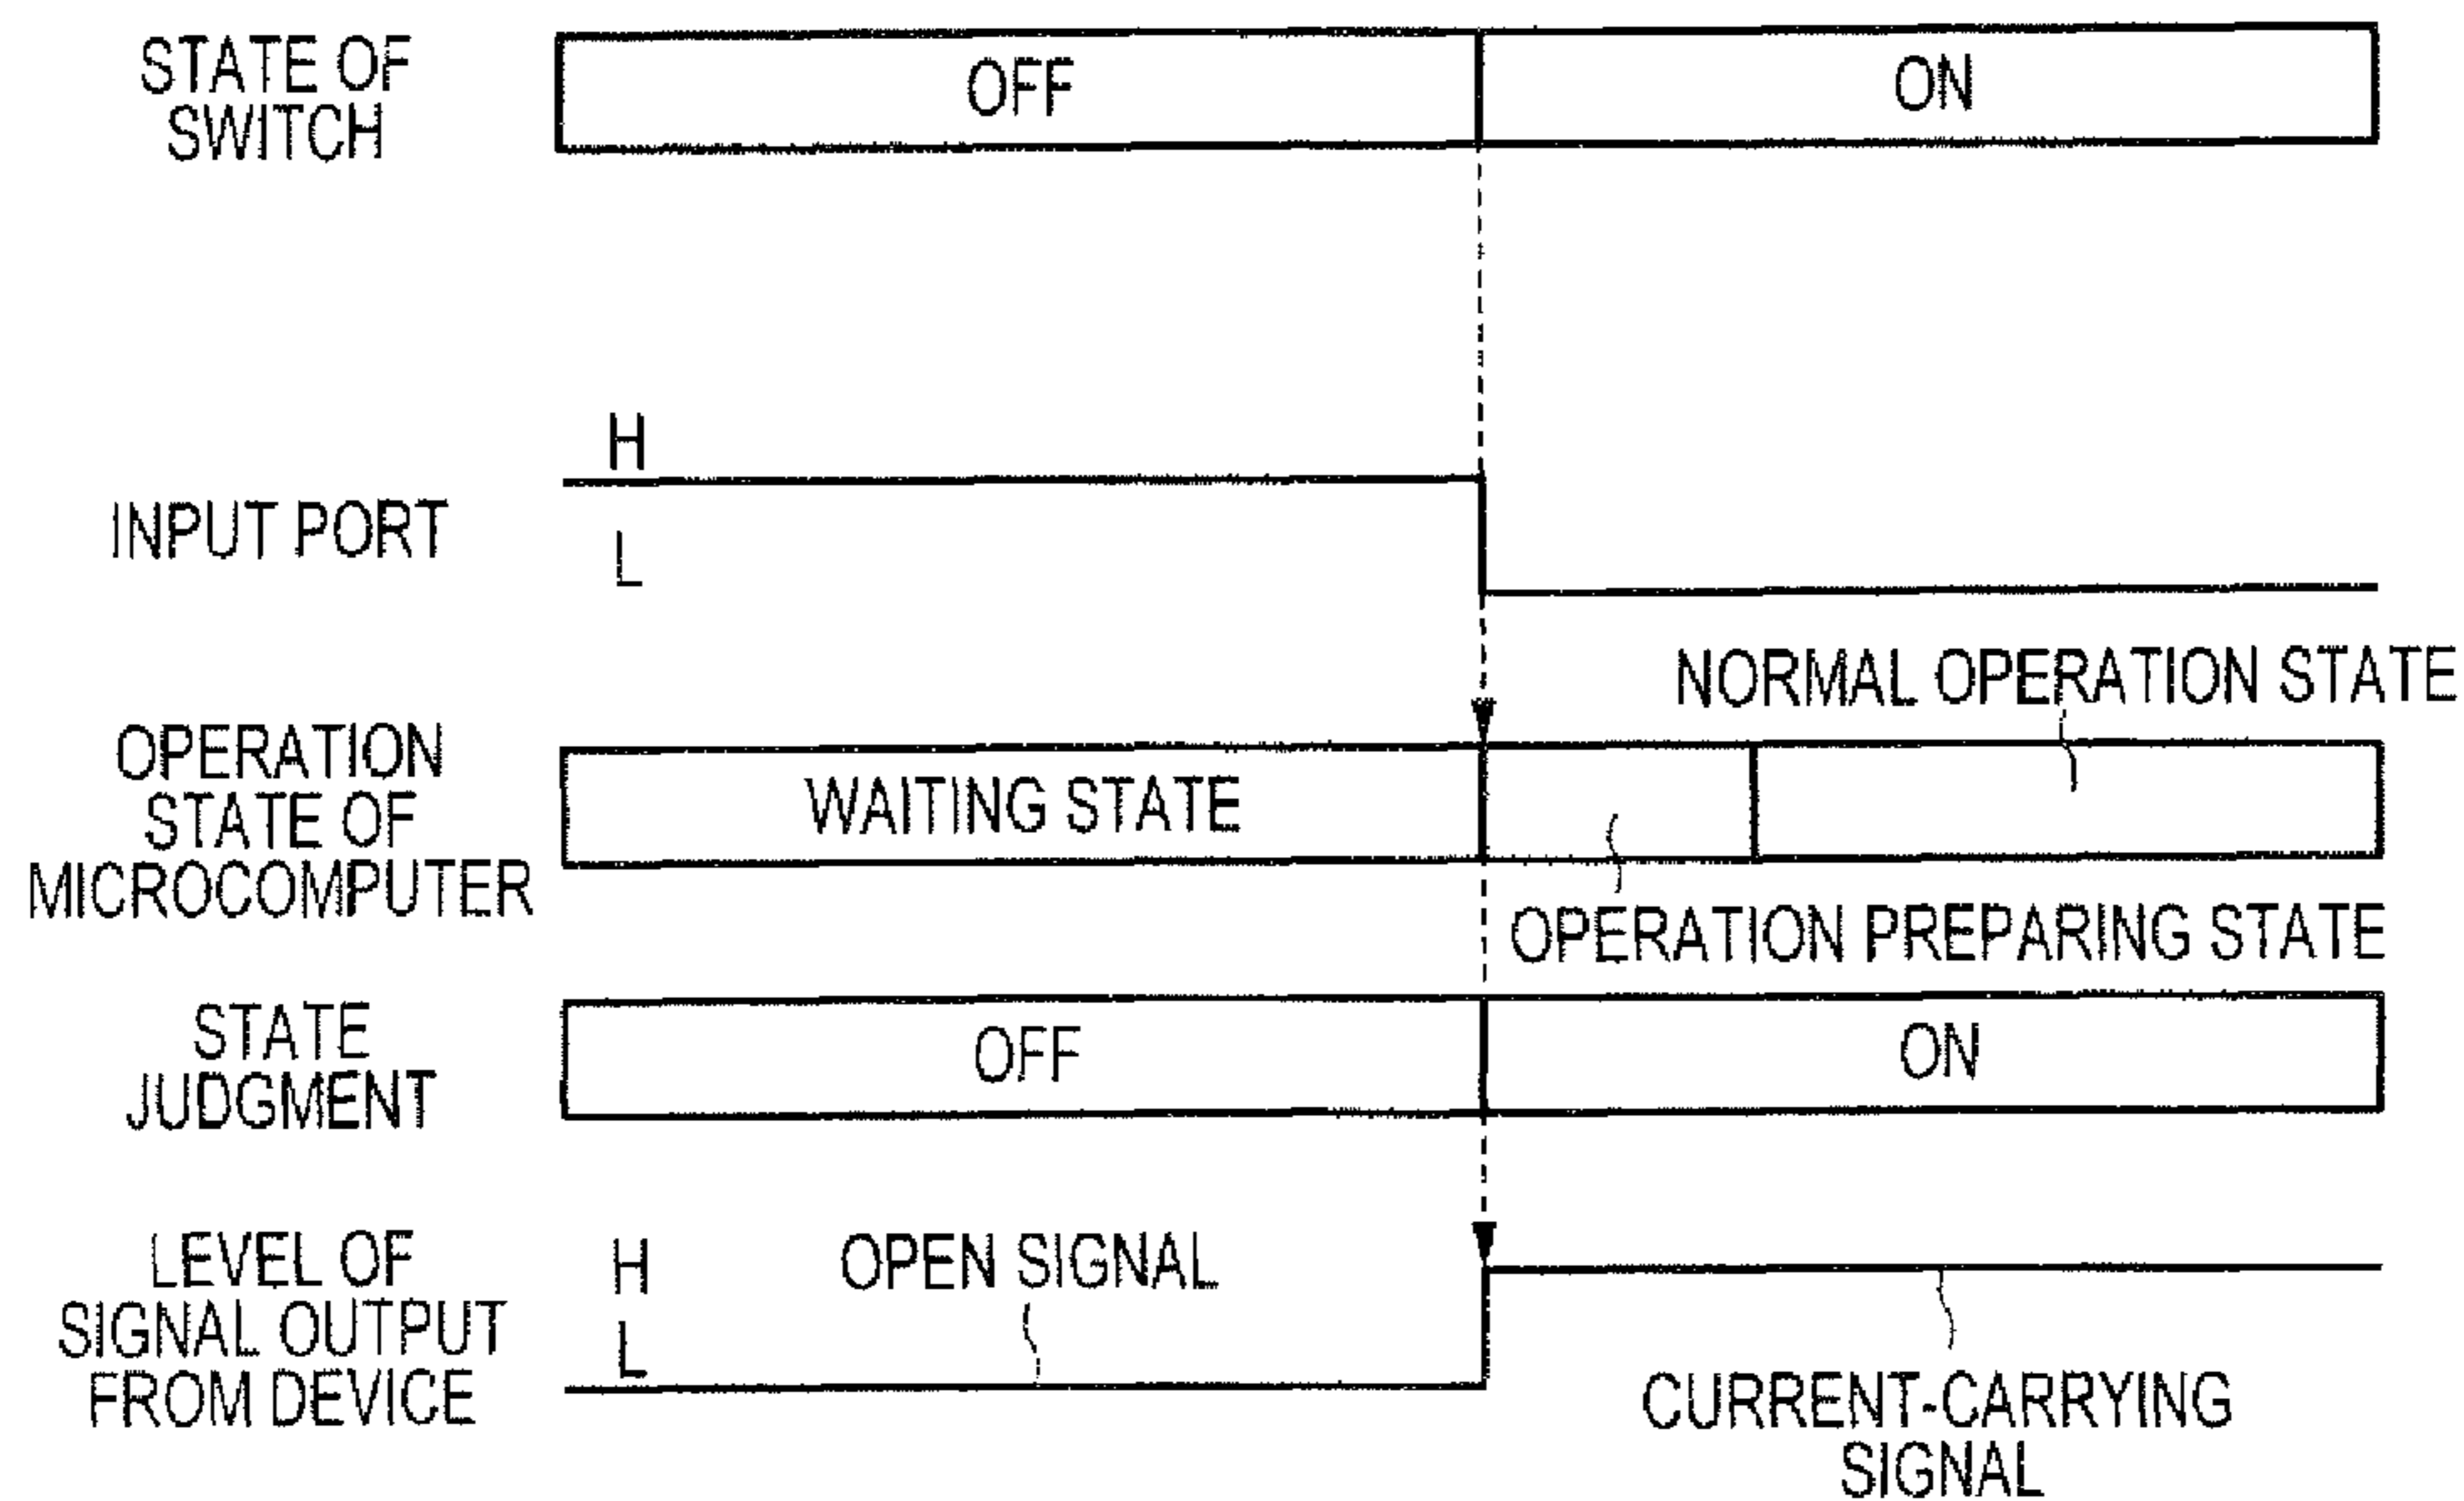 STATE OF
SWITCH
OFF
ON
H
INPUT PORT
L
NORMAL OPERATION STATE
OPERATION
STATE OF
MICROCOMPUTER
WAITING STATE
OPERATION PREPARING STATE
STATE
JUDGMENT
OFF
ON
LEVEL OF
SIGNAL OUTPUT
FROM DEVICE
H
L
OPEN SIGNAL
CURRENT-CARRYING
SIGNAL